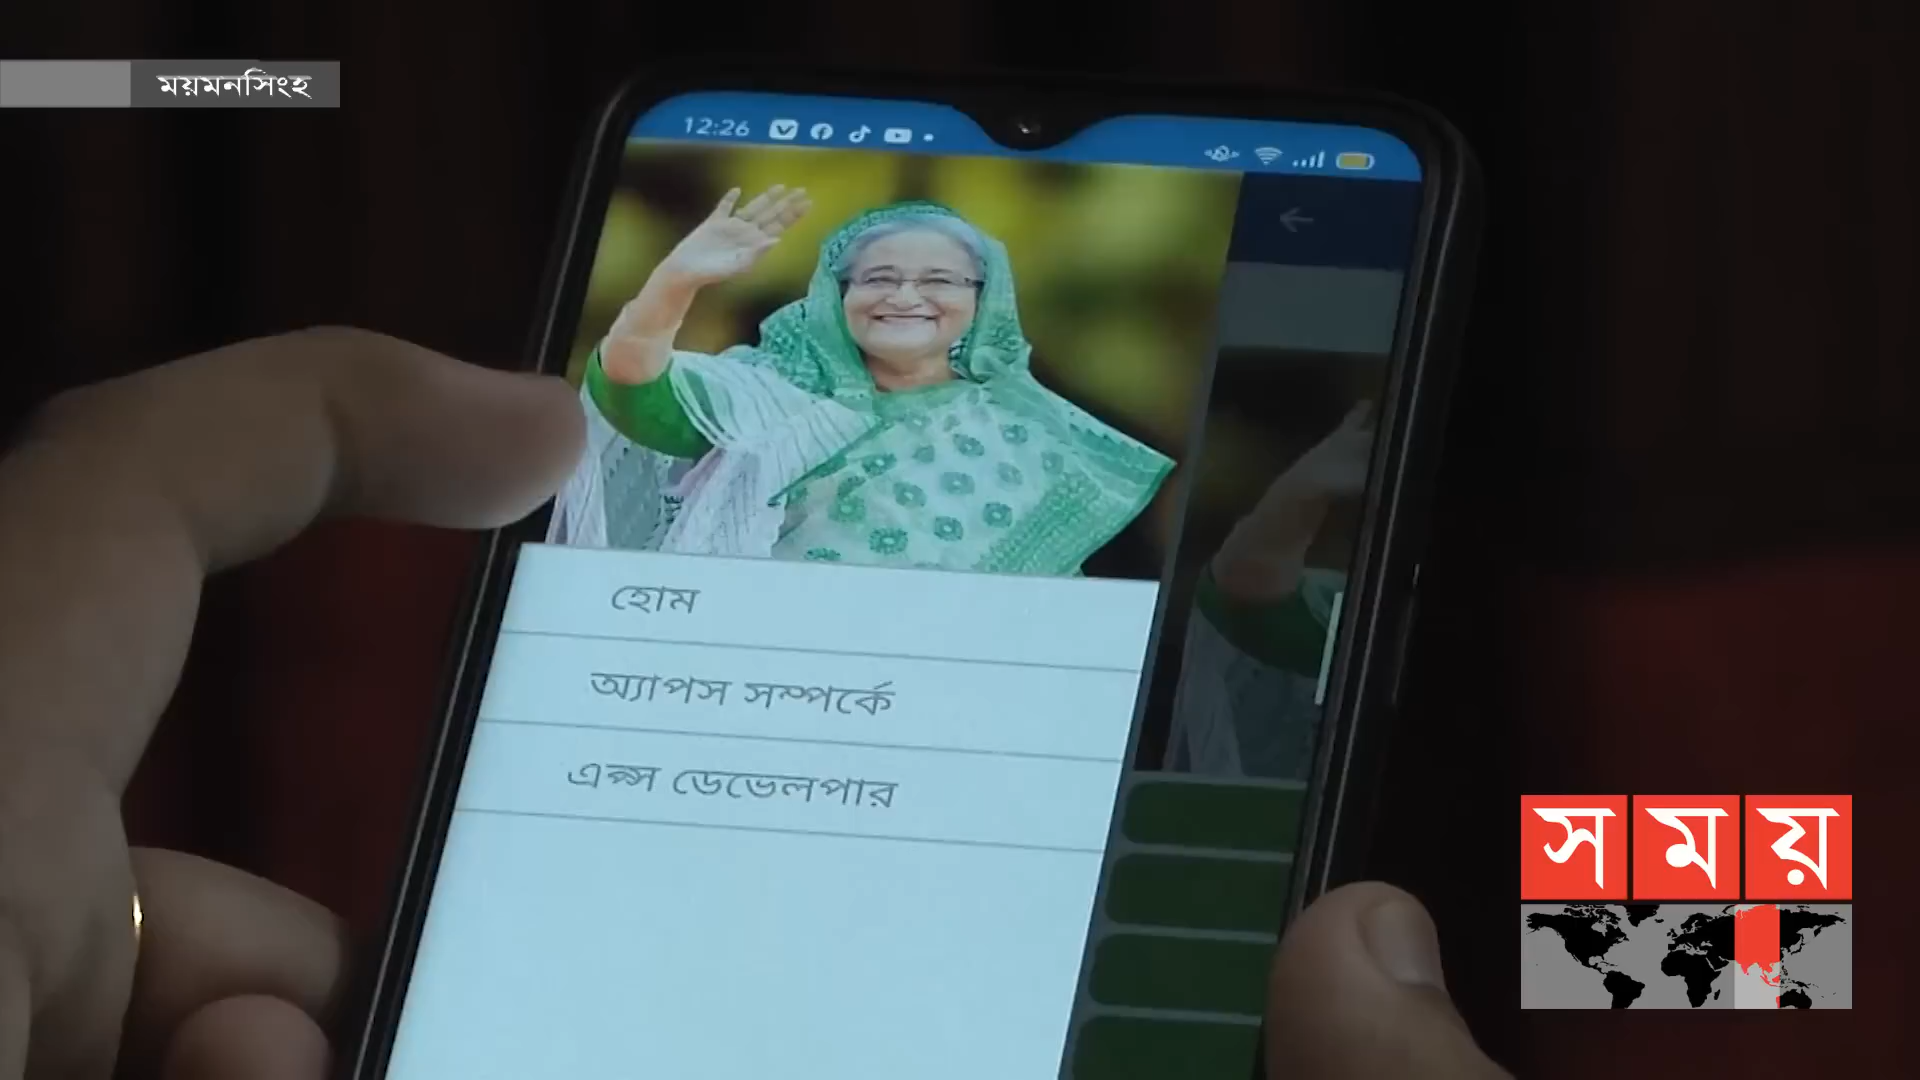 ময়মনসিংহ
12:26
হোম
অ্যাপস সম্পর্কে
এপ্স ডেভেলপার
সময়